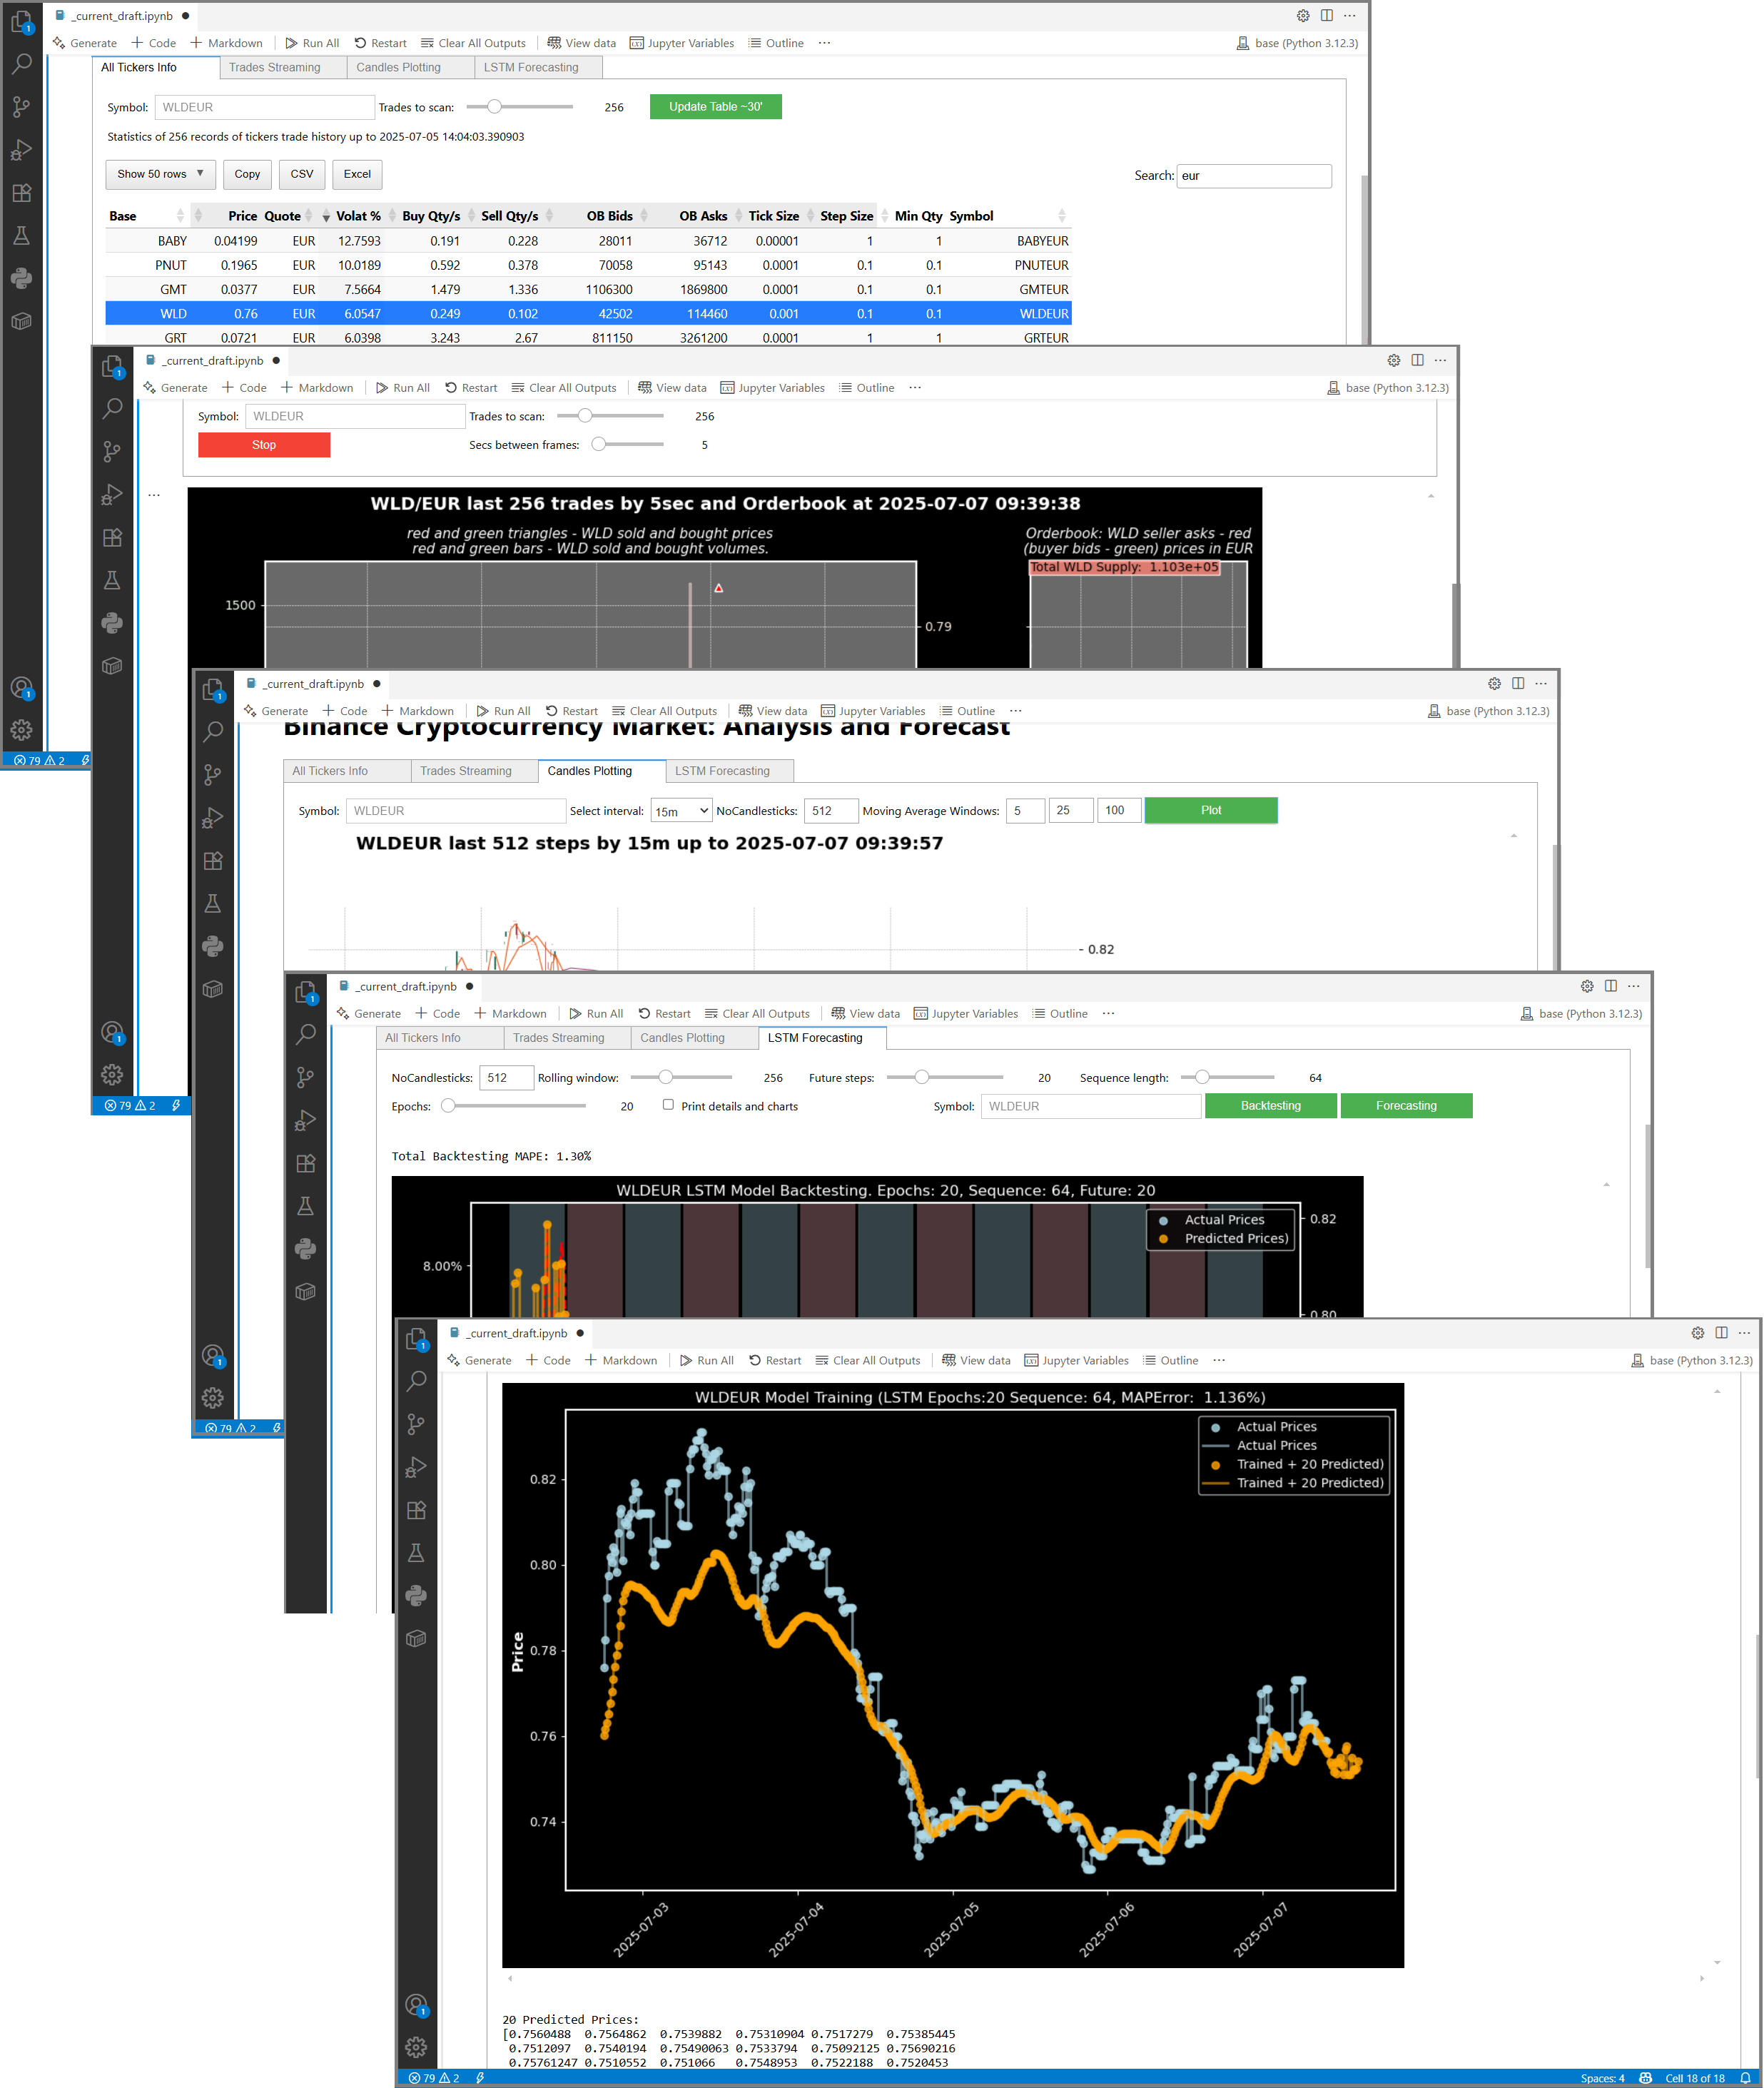 _current_draft.ipynb
Generate + Code + Markdown Run All Restart Clear All Outputs View data Jupyter Variables Outline ··· base (Python 3.12.3)
All Tickers Info Trades Streaming Candles Plotting LSTM Forecasting
Symbol: WLDEUR Trades to scan: 256 Update Table ~30'
Statistics of 256 records of tickers trade history up to 2025-07-05 14:04:03.390903
Show 50 rows Copy CSV Excel Search: eur
Base Price Quote Volat % Buy Qty/s Sell Qty/s OB Bids OB Asks Tick Size Step Size Min Qty Symbol
BABY 0.04199 EUR 12.7593 0.191 0.228 28011 36712 0.00001 1 1 BABYEUR
PNUT 0.1965 EUR 10.0189 0.592 0.378 70058 95143 0.0001 0.1 0.1 PNUTEUR
GMT 0.0377 EUR 7.5664 1.479 1.336 1106300 1869800 0.0001 0.1 0.1 GMTEUR
WLD 0.76 EUR 6.0547 0.249 0.102 42502 114460 0.001 0.1 0.1 WLDEUR
GRT 0.0721 EUR 6.0398 3.243 2.67 811150 3261200 0.0001 1 1 GRTEUR
1
1
79 2
_current_draft.ipynb
Generate + Code + Markdown Run All Restart Clear All Outputs View data Jupyter Variables Outline ··· base (Python 3.12.3)
Symbol: WLDEUR Trades to scan: 256
Stop Secs between frames: 5
WLD/EUR last 256 trades by 5sec and Orderbook at 2025-07-07 09:39:38
red and green triangles - WLD sold and bought prices
red and green bars - WLD sold and bought volumes.
Orderbook: WLD seller asks - red
(buyer bids - green) prices in EUR
Total WLD Supply: 1.103e+05
1500
0.79
1
1
79 2
_current_draft.ipynb
Generate + Code + Markdown Run All Restart Clear All Outputs View data Jupyter Variables Outline ··· base (Python 3.12.3)
Binance Cryptocurrency Market: Analysis and Forecast
All Tickers Info Trades Streaming Candles Plotting LSTM Forecasting
Symbol: WLDEUR Select interval: 15m NoCandlesticks: 512 Moving Average Windows: 5 25 100 Plot
WLDEUR last 512 steps by 15m up to 2025-07-07 09:39:57
0.82
1
1
79 2
_current_draft.ipynb
Generate + Code + Markdown Run All Restart Clear All Outputs View data Jupyter Variables Outline ··· base (Python 3.12.3)
All Tickers Info Trades Streaming Candles Plotting LSTM Forecasting
NoCandlesticks: 512 Rolling window: 256 Future steps: 20 Sequence length: 64
Epochs: 20 Print details and charts Symbol: WLDEUR Backtesting Forecasting
Total Backtesting MAPE: 1.30%
WLDEUR LSTM Model Backtesting. Epochs: 20, Sequence: 64, Future: 20
Actual Prices
Predicted Prices)
0.82
8.00%
0.80
1
_current_draft.ipynb
Generate + Code + Markdown Run All Restart Clear All Outputs View data Jupyter Variables Outline ··· base (Python 3.12.3)
WLDEUR Model Training (LSTM Epochs:20 Sequence: 64, MAPError: 1.136%)
Actual Prices
Actual Prices
Trained + 20 Predicted)
Trained + 20 Predicted)
0.82
0.80
0.78
0.76
0.74
Price
2025-07-03
2025-07-04
2025-07-05
2025-07-06
2025-07-07
20 Predicted Prices:
[0.7560488 0.7564862 0.7539882 0.75310904 0.7517279 0.75385445
0.7512097 0.7540194 0.75490063 0.7533794 0.75092125 0.75690216
0.75761247 0.7510552 0.751066 0.7548953 0.7522188 0.7520453
1
1
79 2 Spaces: 4 Cell 18 of 18